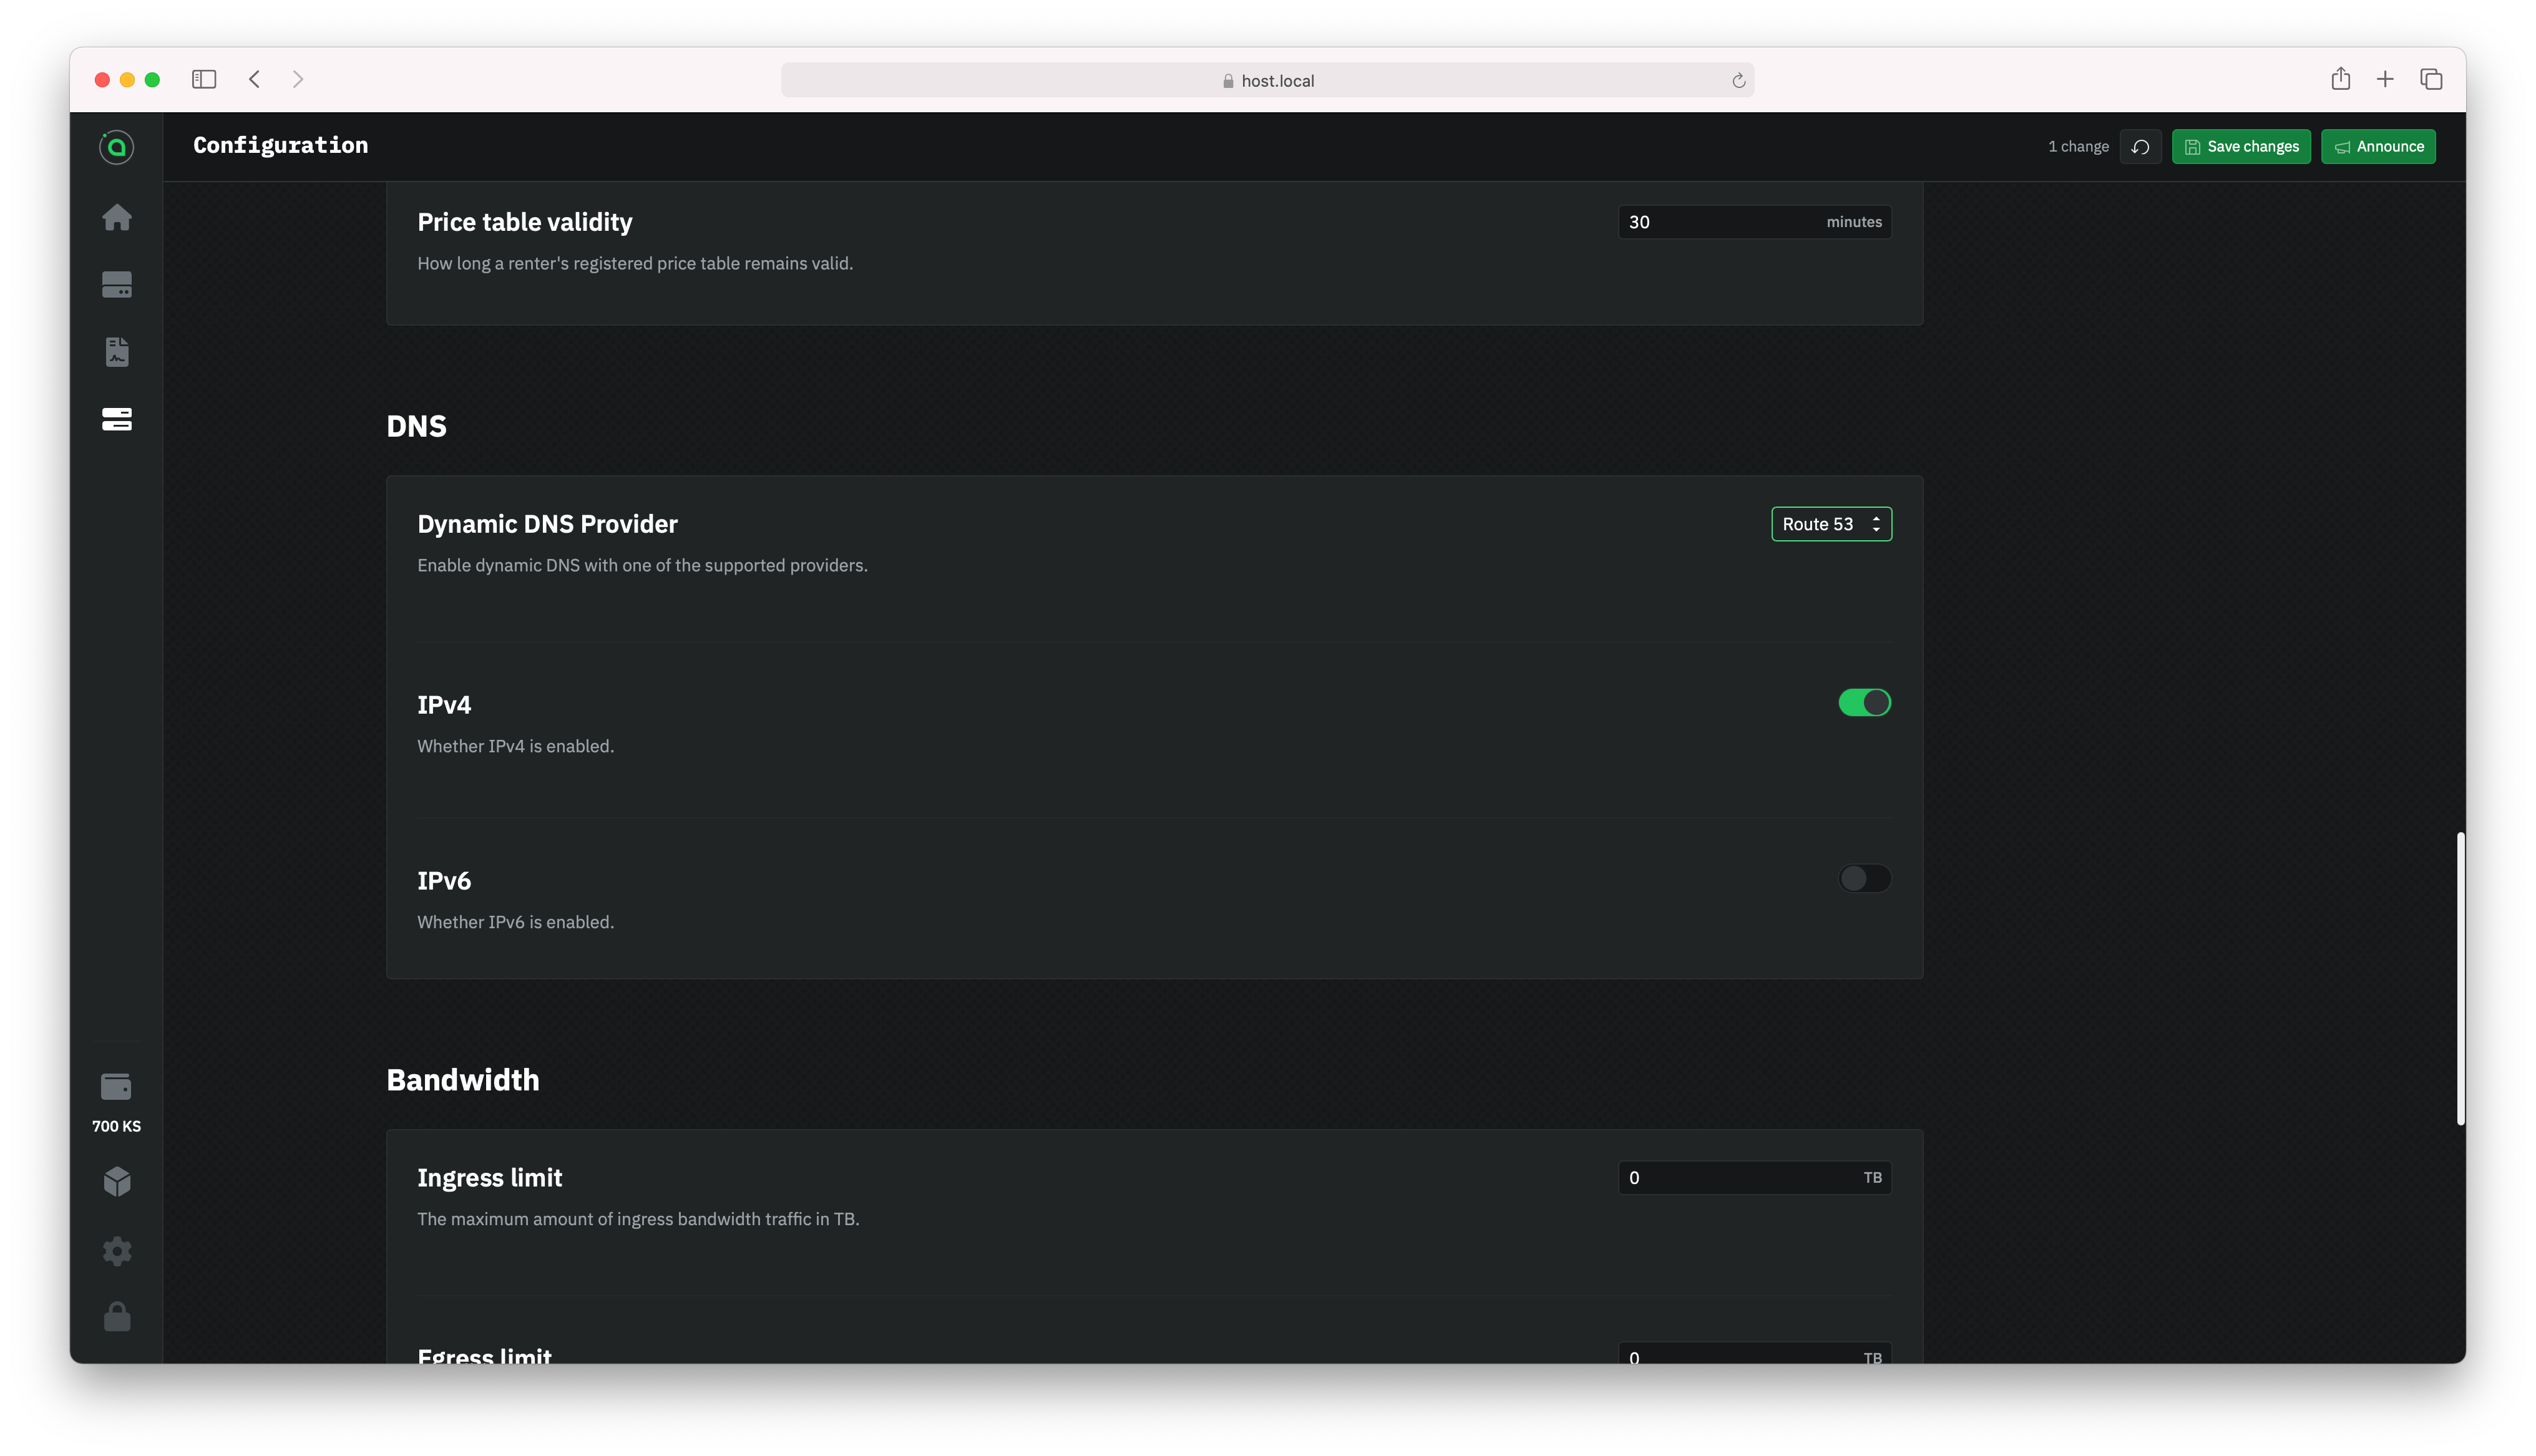 host.local
Configuration
1 change
Save changes
Announce
Price table validity
30 minutes
How long a renter's registered price table remains valid.
DNS
Dynamic DNS Provider
Route 53
Enable dynamic DNS with one of the supported providers.
IPv4
Whether IPv4 is enabled.
IPv6
Whether IPv6 is enabled.
Bandwidth
700 KS
Ingress limit
0 TB
The maximum amount of ingress bandwidth traffic in TB.
Egress limit
0 TB